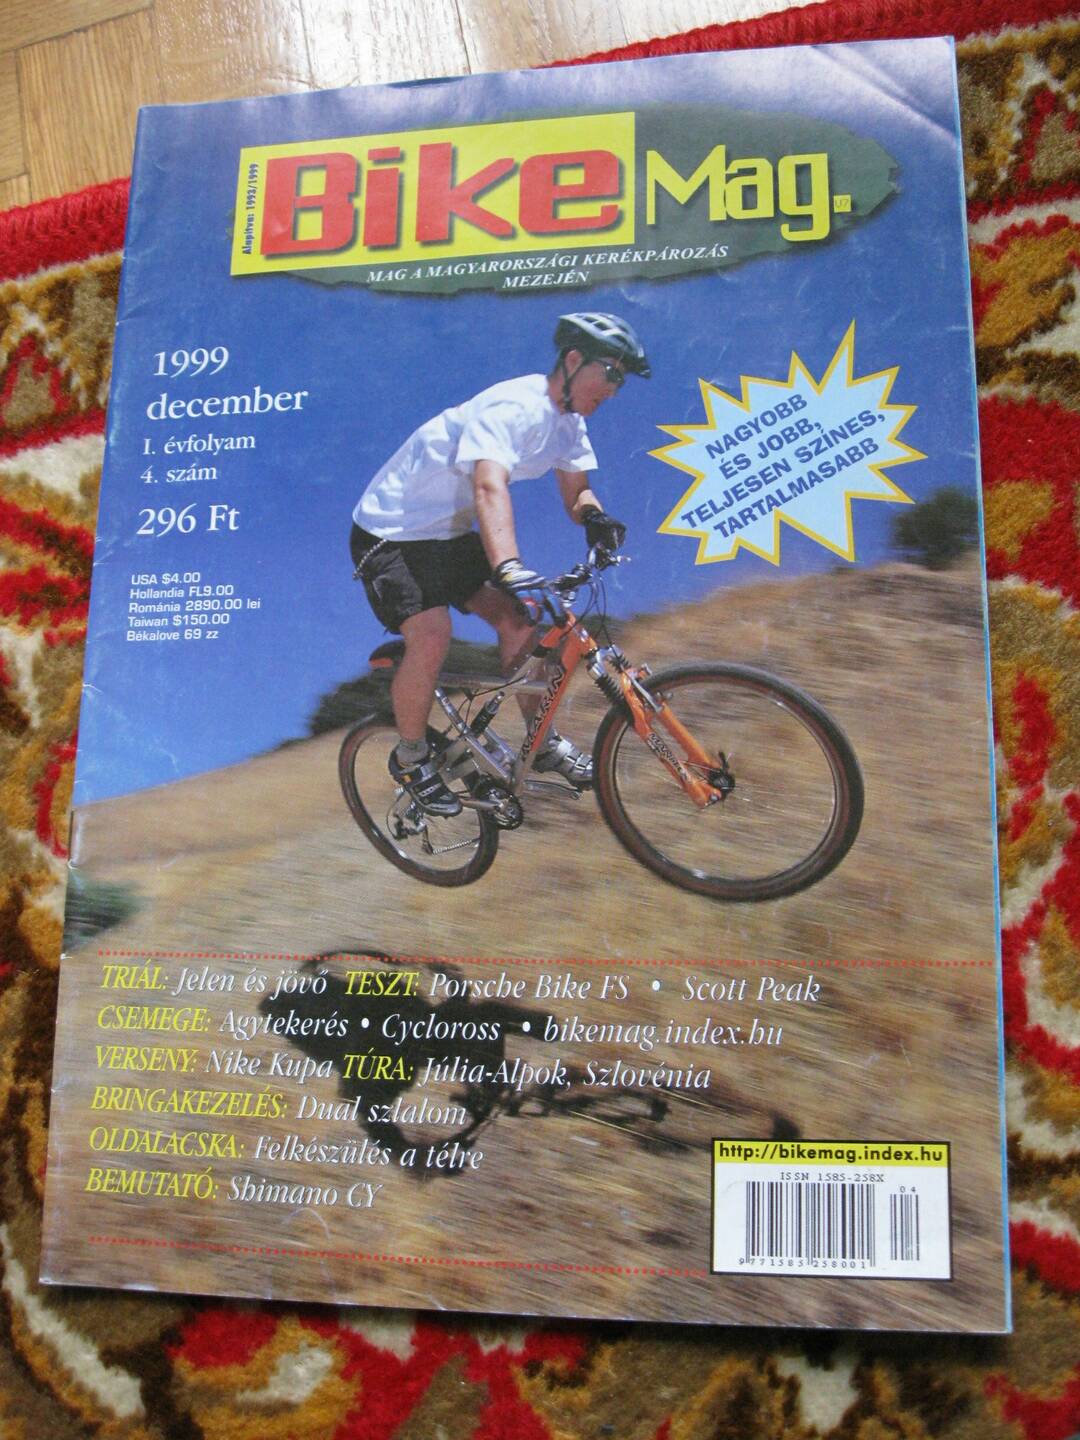 Alapítva: 1993/1999
Bike Mag.
MAG A MAGYARORSZÁGI KERÉKPÁROZÁS
MEZEJÉN
1999
december
I. évfolyam
4. szám
296 Ft
USA $4.00
Hollandia FL9.00
Románia 2890.00 lei
Taiwan $150.00
Békalove 69 zz
NAGYOBB
ÉS JOBB,
TELJESEN SZÍNES,
TARTALMASABB
MARIN
TRIÁL: Jelen és jövő TESZT: Porsche Bike FS • Scott Peak
CSEMEGE: Agytekerés • Cycloross • bikemag.index.hu
VERSENY: Nike Kupa TÚRA: Júlia-Alpok, Szlovénia
BRINGAKEZELÉS: Dual szlalom
OLDALACSKA: Felkészülés a télre
BEMUTATÓ: Shimano CY
http://bikemag.index.hu
ISSN 1585-258X
04
9 771585 258001